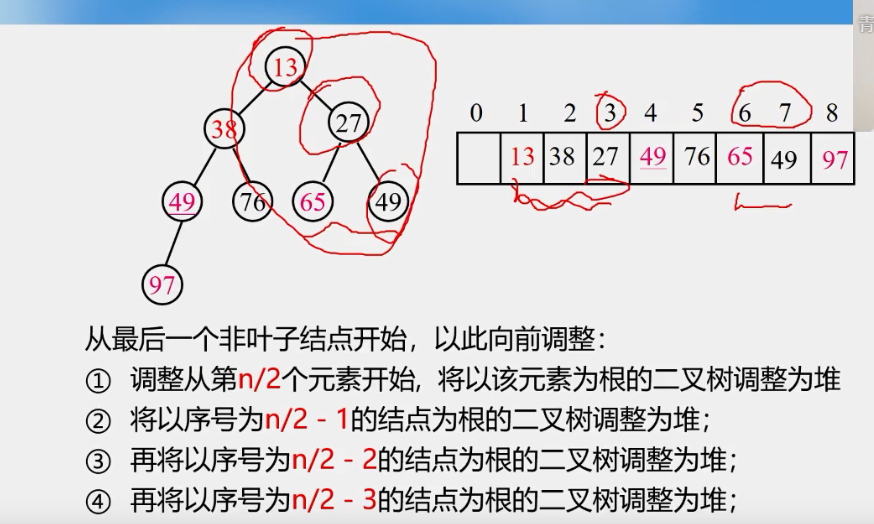 青
13
0 1 2 3 4 5 6 7 8
38 27
13 38 27 49 76 65 49 97
49 76 65 49
97
从最后一个非叶子结点开始，以此向前调整：
① 调整从第n/2个元素开始, 将以该元素为根的二叉树调整为堆
② 将以序号为n/2 - 1的结点为根的二叉树调整为堆；
③ 再将以序号为n/2 - 2的结点为根的二叉树调整为堆；
④ 再将以序号为n/2 - 3的结点为根的二叉树调整为堆；